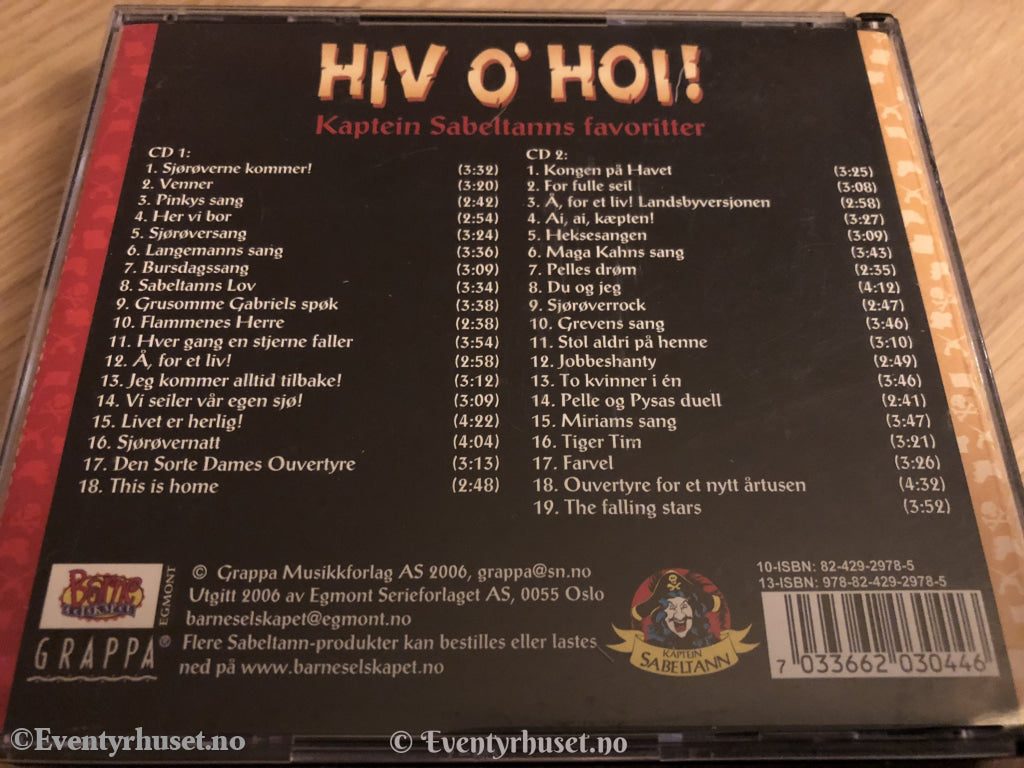 HIV O' HOI!
Kaptein Sabeltanns favoritter
CD 1:
1. Sjørøverne kommer! (3:32)
2. Venner (3:20)
3. Pinkys sang (2:42)
4. Her vi bor (2:54)
5. Sjørøversang (3:24)
6. Langemanns sang (3:36)
7. Bursdagssang (3:09)
8. Sabeltanns Lov (3:34)
9. Grusomme Gabriels spøk (3:38)
10. Flammenes Herre (2:38)
11. Hver gang en stjerne faller (3:54)
12. Å, for et liv! (2:58)
13. Jeg kommer alltid tilbake! (3:12)
14. Vi seiler vår egen sjø! (3:09)
15. Livet er herlig! (4:22)
16. Sjørøvernatt (4:04)
17. Den Sorte Dames Ouvertyre (3:13)
18. This is home (2:48)
CD 2:
1. Kongen på Havet (3:25)
2. For fulle seil (3:08)
3. Å, for et liv! Landsbyversjonen (2:58)
4. Ai, ai, kæpten! (3:27)
5. Heksesangen (3:09)
6. Maga Kahns sang (3:43)
7. Pelles drøm (2:35)
8. Du og jeg (4:12)
9. Sjørøverrock (2:47)
10. Grevens sang (3:46)
11. Stol aldri på henne (3:10)
12. Jobbeshanty (2:49)
13. To kvinner i én (3:46)
14. Pelle og Pysas duell (2:41)
15. Miriams sang (3:47)
16. Tiger Tim (3:21)
17. Farvel (3:26)
18. Ouvertyre for et nytt årtusen (4:32)
19. The falling stars (3:52)
Barne
selskapet
EGMONT
GRAPPA®
© Grappa Musikkforlag AS 2006, grappa@sn.no
Utgitt 2006 av Egmont Serieforlaget AS, 0055 Oslo
barneselskapet@egmont.no
Flere Sabeltann-produkter kan bestilles eller lastes
ned på www.barneselskapet.no
KAPTEIN
SABELTANN
10-ISBN: 82-429-2978-5
13-ISBN: 978-82-429-2978-5
7 033662 030446
©Eventyrhuset.no
© Eventyrhuset.no